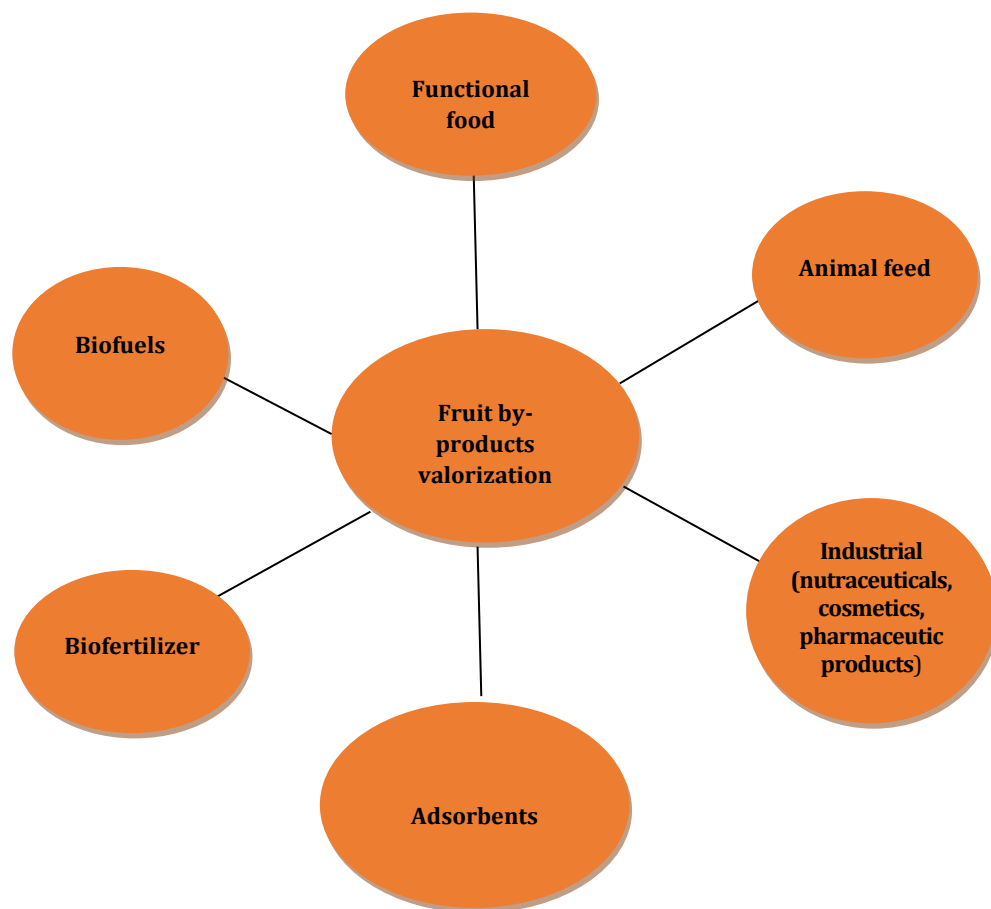 Functional
food
Animal feed
Biofuels
Fruit by-
products
valorization
Industrial
(nutraceuticals,
cosmetics,
pharmaceutic
products)
Biofertilizer
Adsorbents